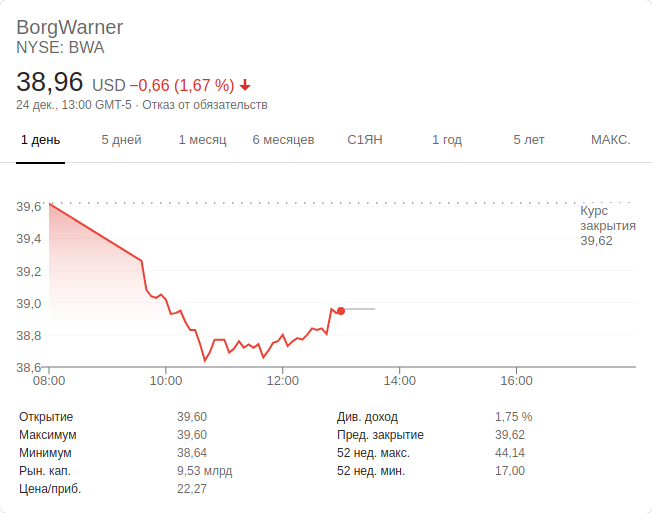 BorgWarner
NYSE: BWA
38,96 USD −0,66 (1,67 %)
24 дек., 13:00 GMT-5 · Отказ от обязательств
1 день 5 дней 1 месяц 6 месяцев С1ЯН 1 год 5 лет МАКС.
39,6
39,4
39,2
39,0
38,8
38,6
Курс
закрытия
39,62
08:00 10:00 12:00 14:00 16:00
Открытие 39,60 Див. доход 1,75 %
Максимум 39,60 Пред. закрытие 39,62
Минимум 38,64 52 нед. макс. 44,14
Рын. кап. 9,53 млрд 52 нед. мин. 17,00
Цена/приб. 22,27